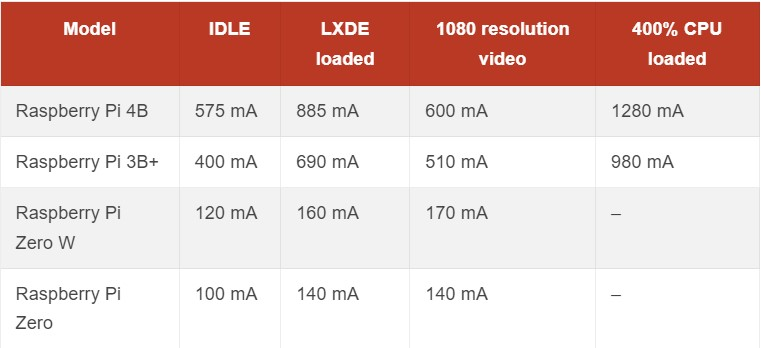 Model IDLE LXDE loaded 1080 resolution video 400% CPU loaded
Raspberry Pi 4B 575 mA 885 mA 600 mA 1280 mA
Raspberry Pi 3B+ 400 mA 690 mA 510 mA 980 mA
Raspberry Pi Zero W 120 mA 160 mA 170 mA –
Raspberry Pi Zero 100 mA 140 mA 140 mA –